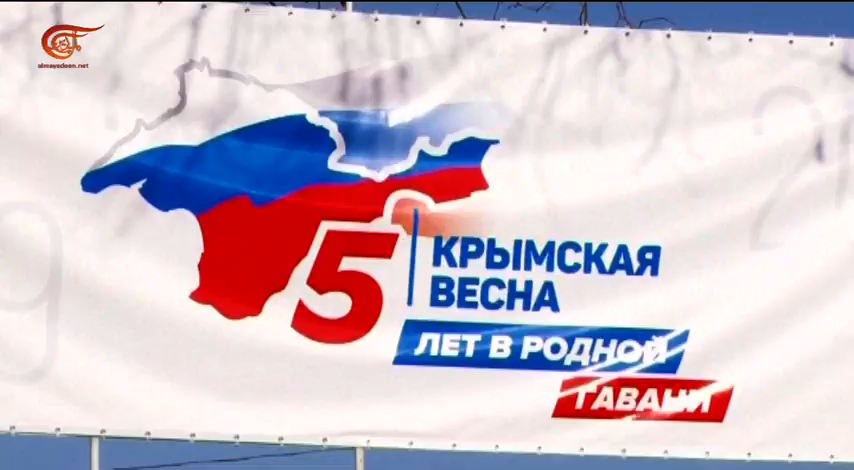 almayadeen.net
5
КРЫМСКАЯ
ВЕСНА
ЛЕТ В РОДНОЙ
ГАВАНИ